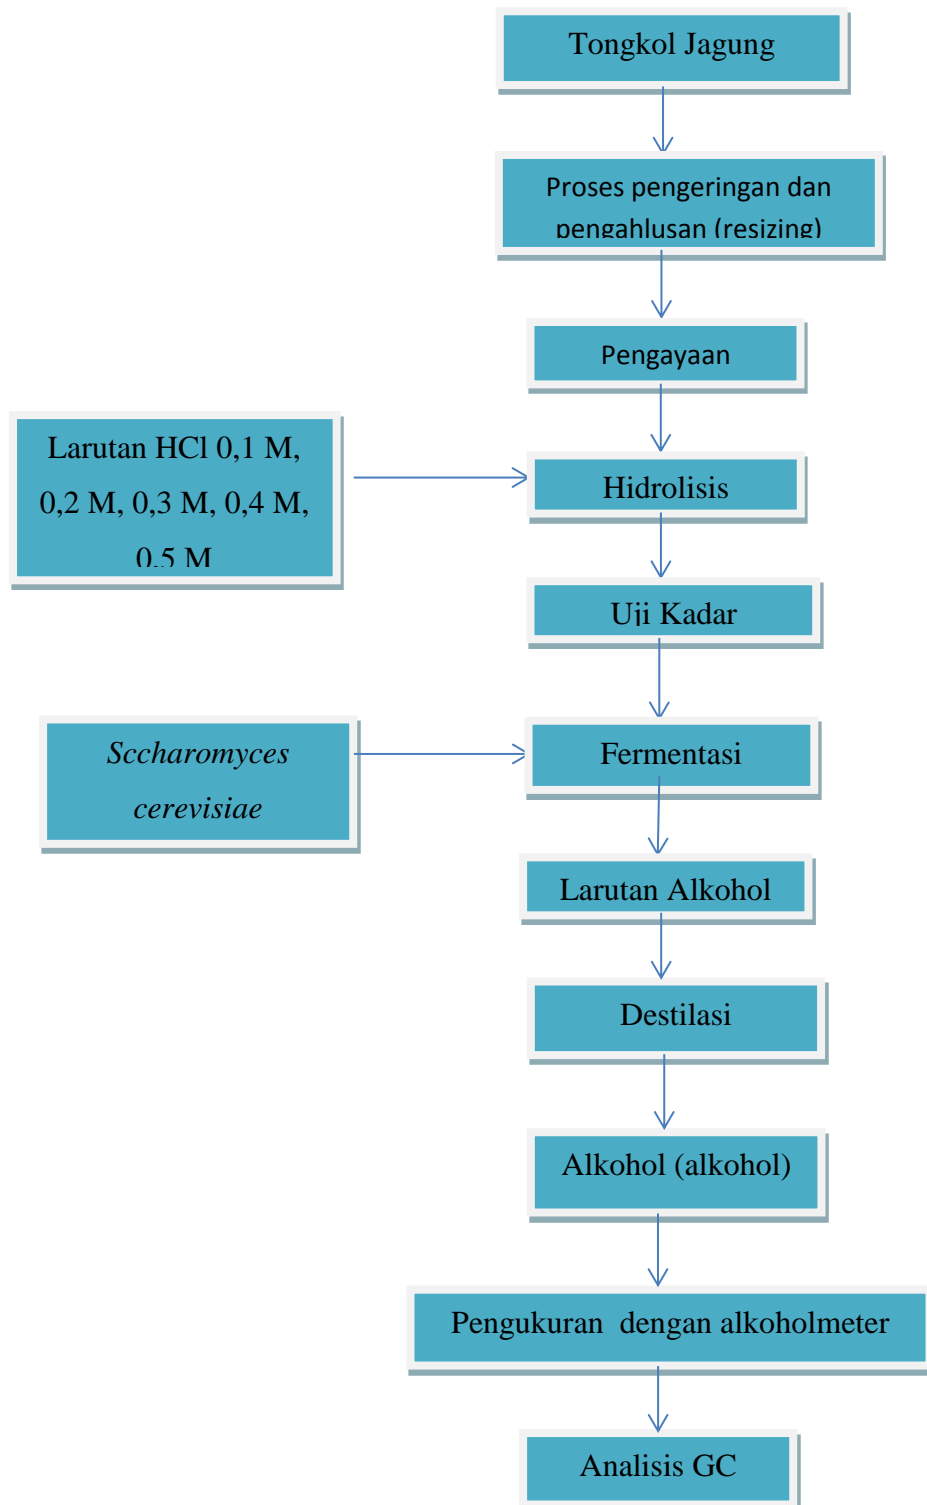 Tongkol Jagung
Proses pengeringan dan
pengahlusan (resizing)
Pengayaan
Larutan HCl 0,1 M,
0,2 M, 0,3 M, 0,4 M,
0.5 M
Hidrolisis
Uji Kadar
Sccharomyces
cerevisiae
Fermentasi
Larutan Alkohol
Destilasi
Alkohol (alkohol)
Pengukuran dengan alkoholmeter
Analisis GC